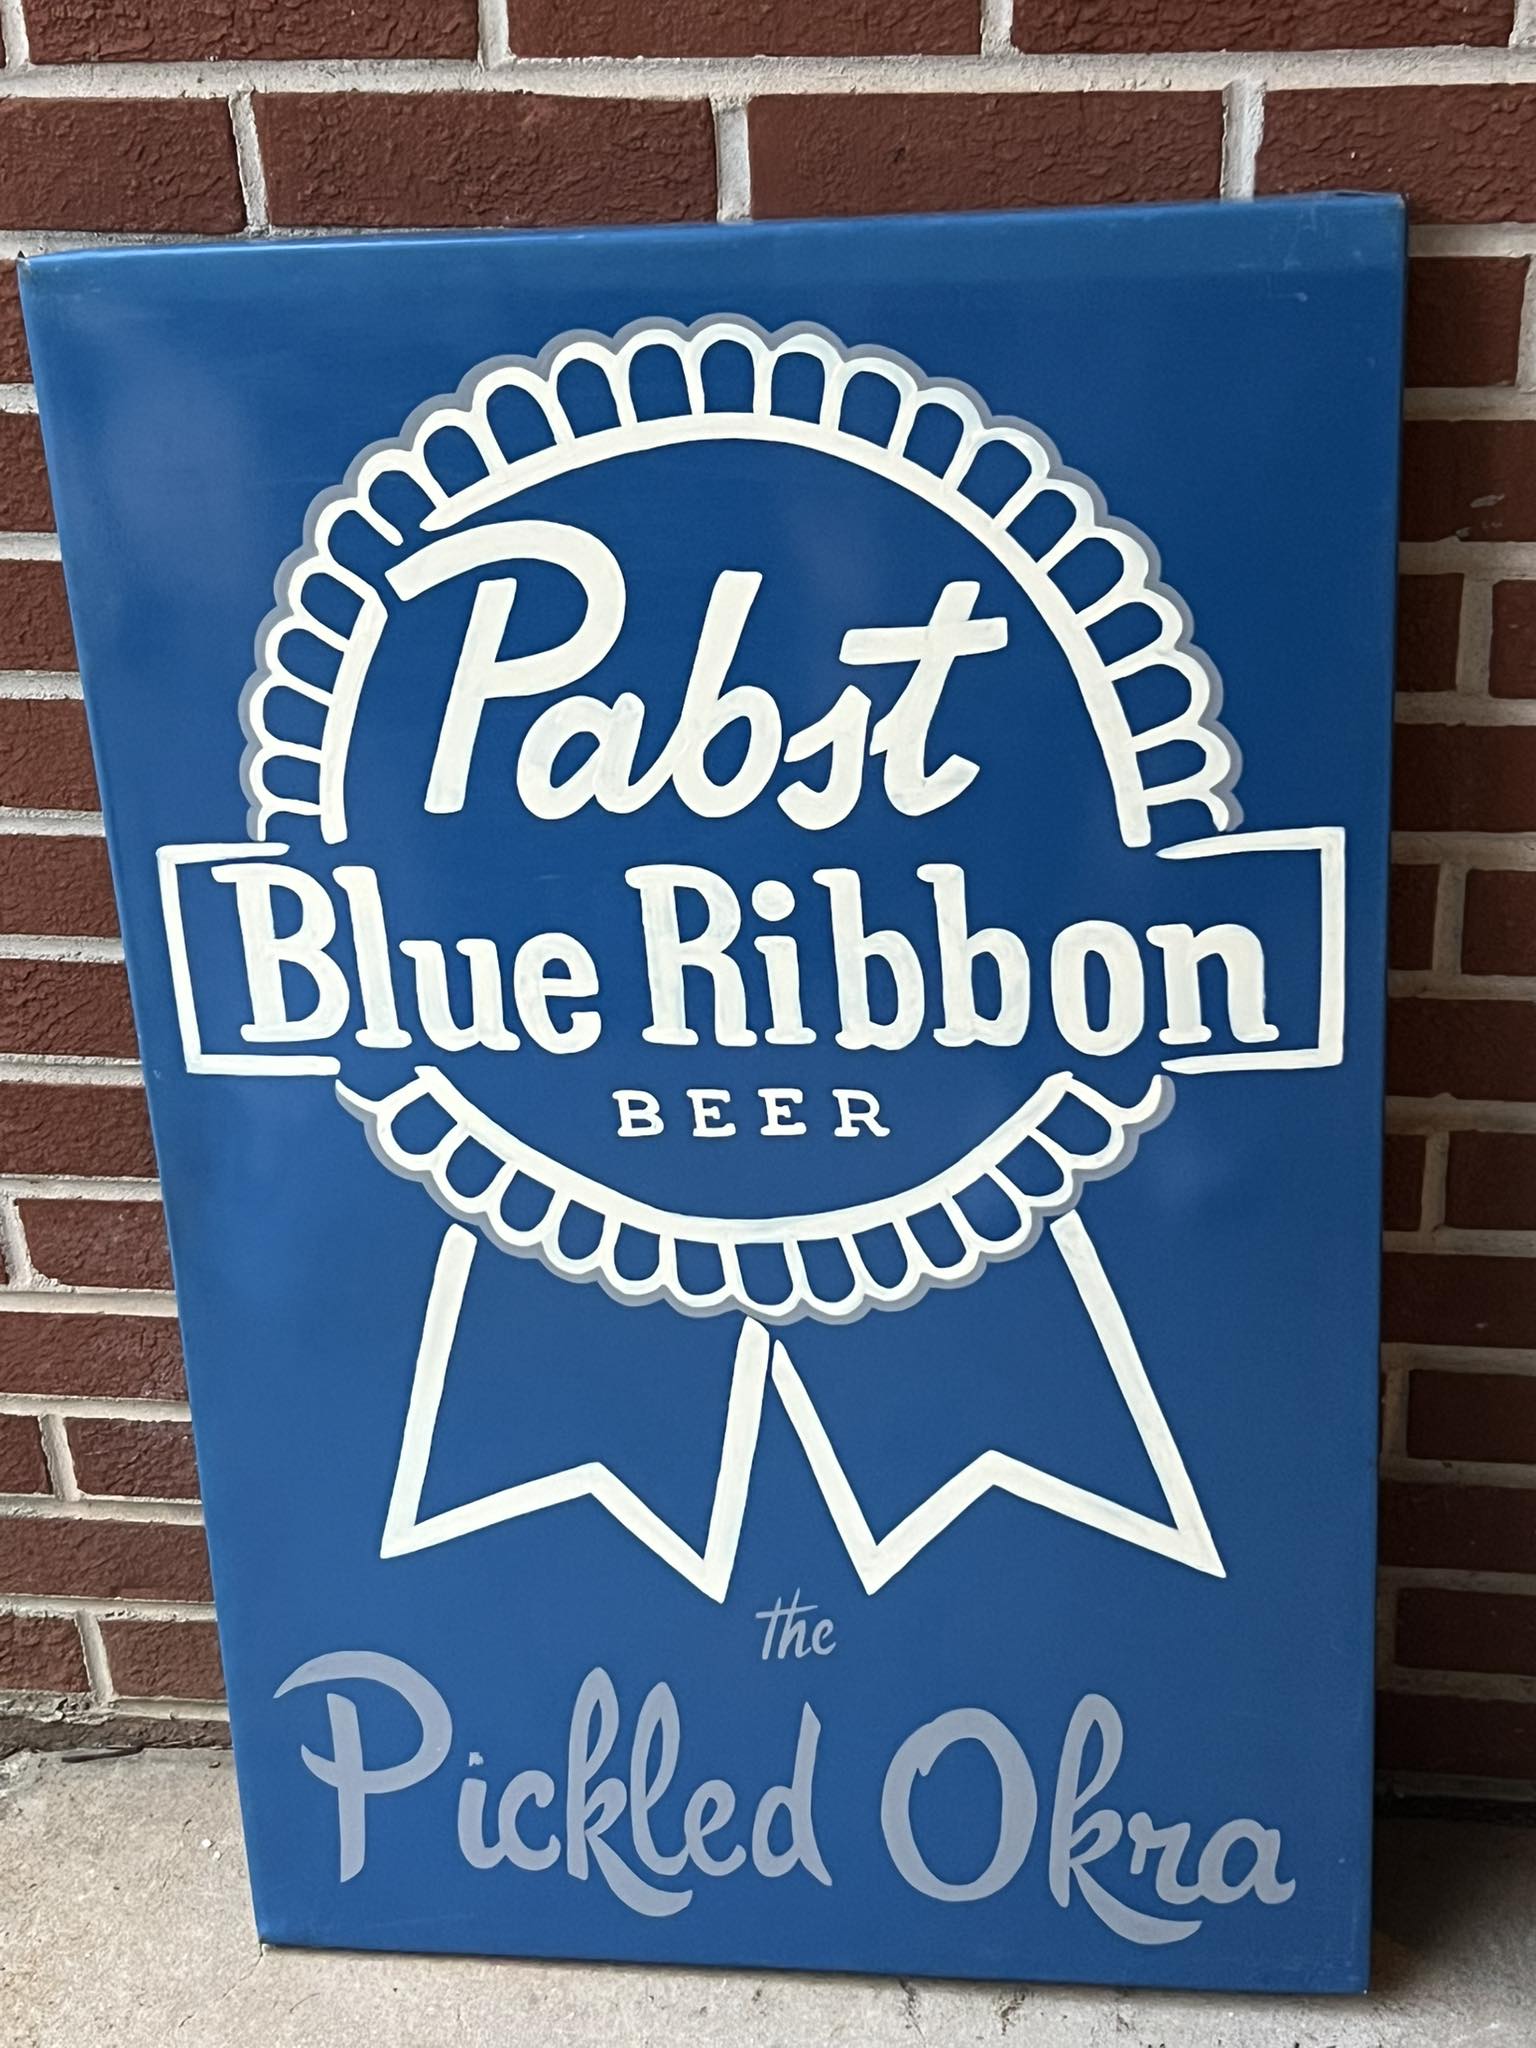 Pabst
Blue Ribbon
BEER
the
Pickled Okra